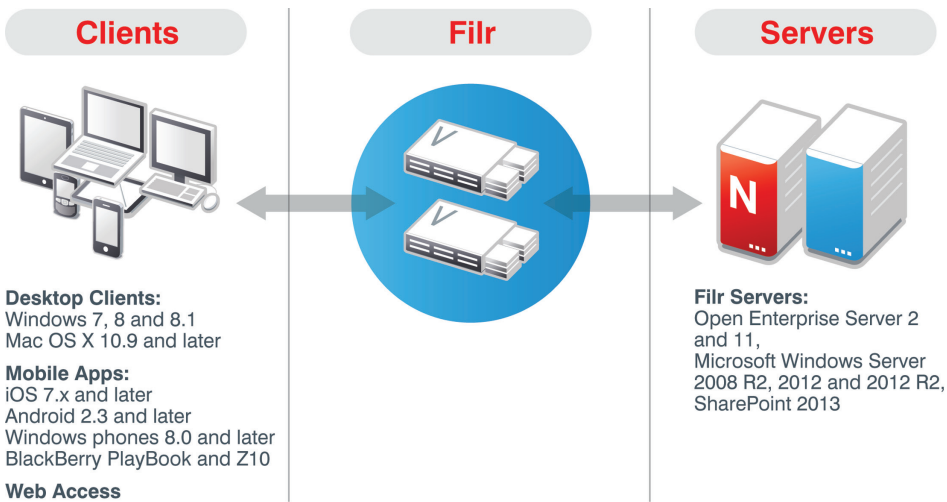 Clients
Filr
Servers
V
V
N
Desktop Clients:
Windows 7, 8 and 8.1
Mac OS X 10.9 and later
Mobile Apps:
iOS 7.x and later
Android 2.3 and later
Windows phones 8.0 and later
BlackBerry PlayBook and Z10
Web Access
Filr Servers:
Open Enterprise Server 2
and 11,
Microsoft Windows Server
2008 R2, 2012 and 2012 R2,
SharePoint 2013